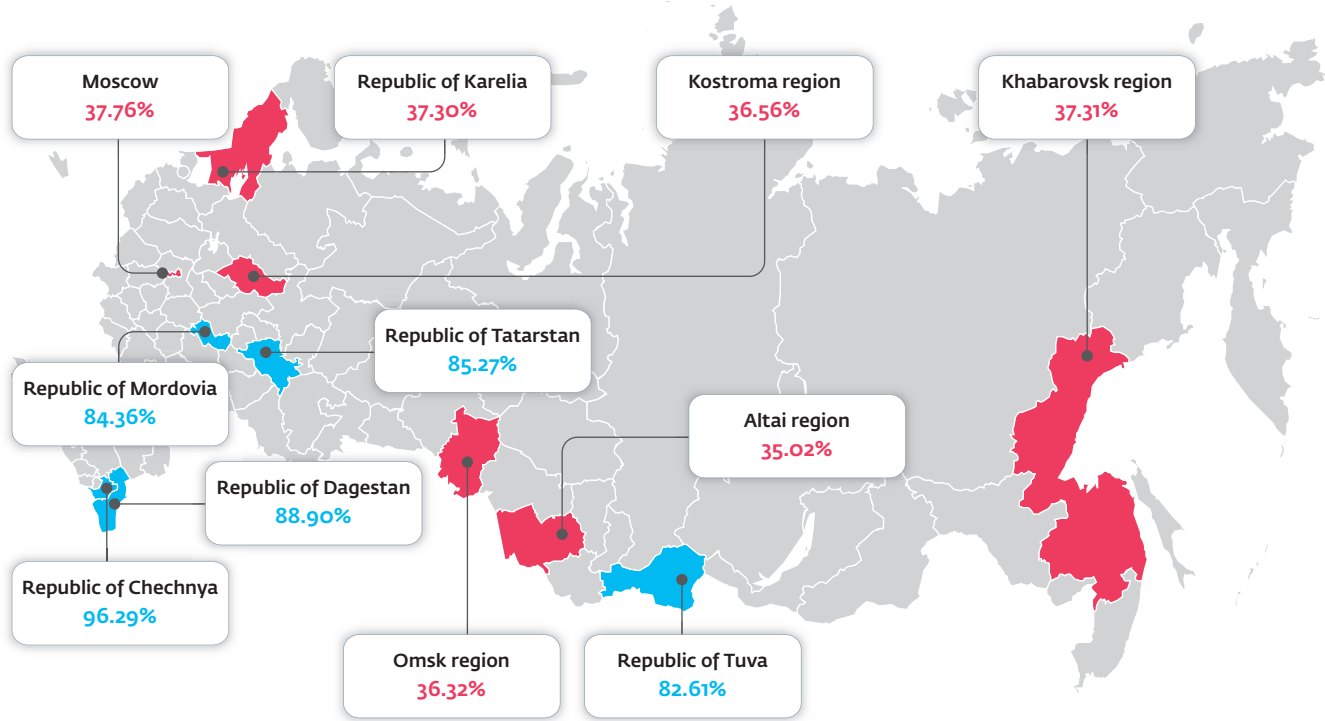 Moscow
37.76%
Republic of Karelia
37.30%
Kostroma region
36.56%
Khabarovsk region
37.31%
Republic of Tatarstan
85.27%
Republic of Mordovia
84.36%
Altai region
35.02%
Republic of Dagestan
88.90%
Republic of Chechnya
96.29%
Omsk region
36.32%
Republic of Tuva
82.61%